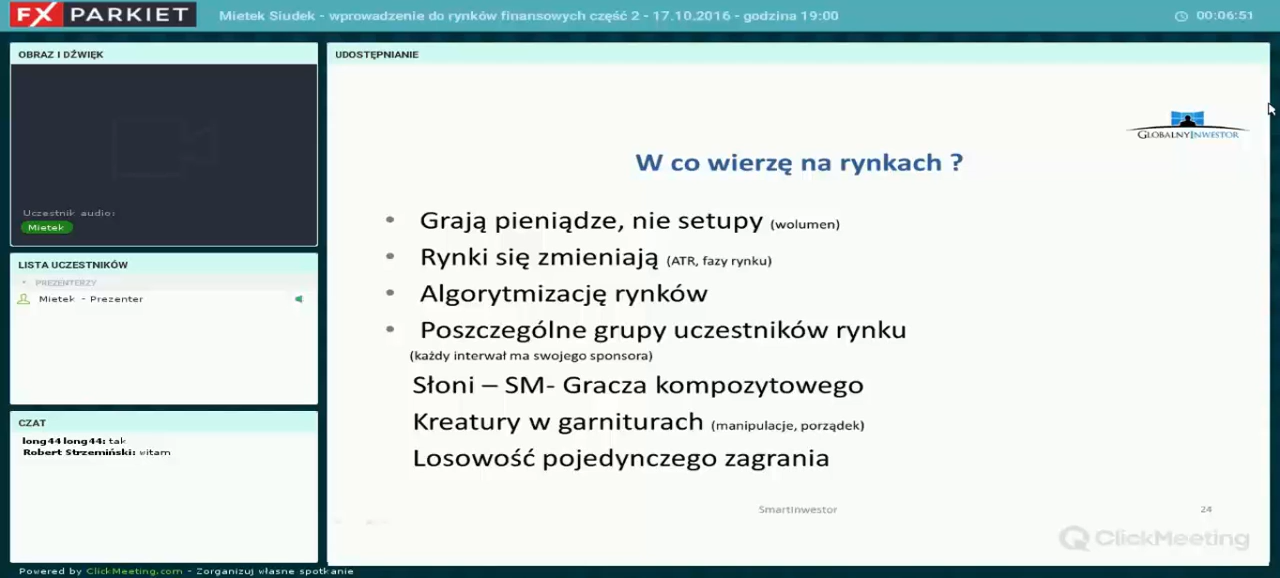 FX PARKIET
Mietek Siudek - wprowadzenie do rynków finansowych część 2 - 17.10.2016 - godzina 19:00
00:06:51
OBRAZ I DŹWIĘK
Uczestnik audio:
Mietek
LISTA UCZESTNIKÓW
PREZENTERZY
Mietek - Prezenter
CZAT
long44 long44: tak
Robert Strzemiński: witam
UDOSTĘPNIANIE
GLOBALNYINWESTOR
W co wierzę na rynkach ?
• Grają pieniądze, nie setupy (wolumen)
• Rynki się zmieniają (ATR, fazy rynku)
• Algorytmizację rynków
• Poszczególne grupy uczestników rynku
(każdy interwał ma swojego sponsora)
Słoni – SM- Gracza kompozytowego
Kreatury w garniturach (manipulacje, porządek)
Losowość pojedynczego zagrania
SmartInwestor
24
ClickMeeting
Powered by ClickMeeting.com - Zorganizuj własne spotkanie